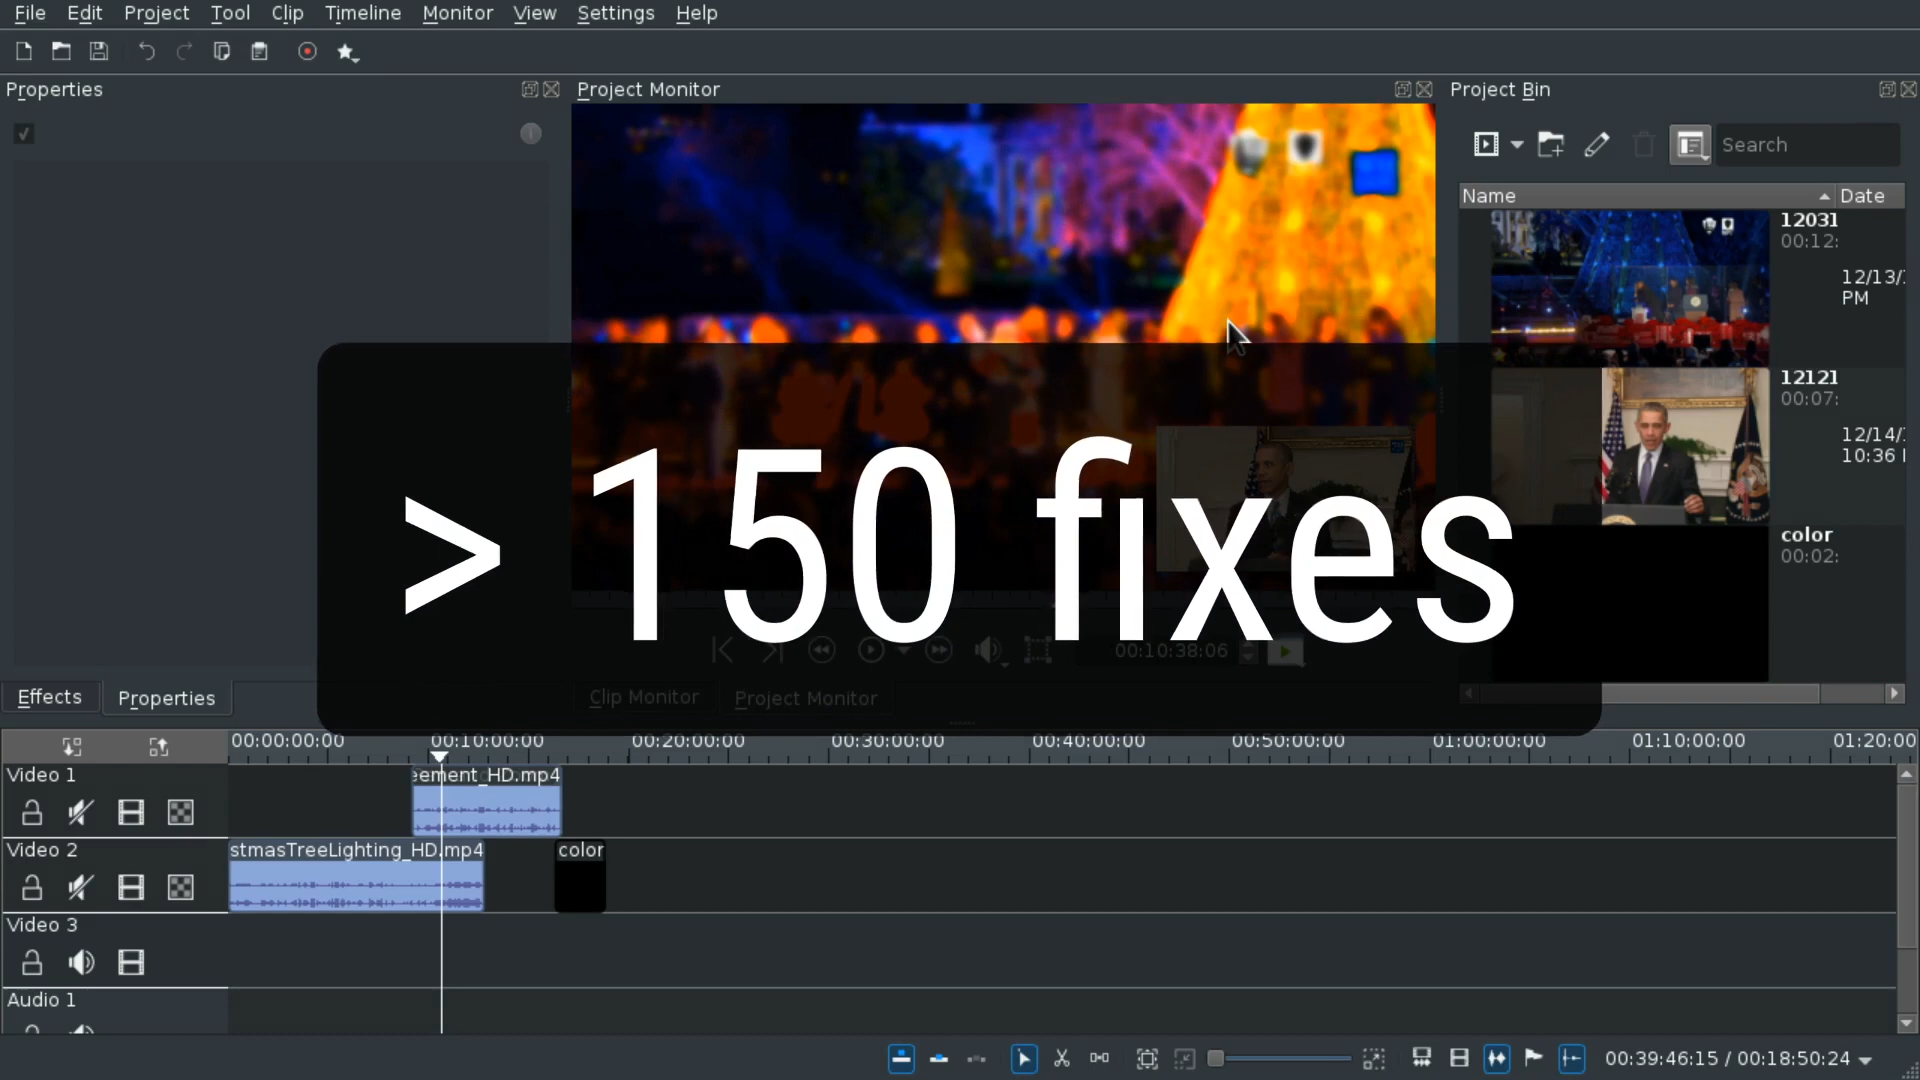 File Edit Project Tool Clip Timeline Monitor View Settings Help
Properties
Project Monitor
Project Bin
Search
Name Date
12031
00:12:
12/13/
PM
12121
00:07:
12/14/
10:36
color
00:02:
> 150 fixes
00:10:38:06
Effects Properties
Clip Monitor Project Monitor
00:00:00:00 00:10:00:00 00:20:00:00 00:30:00:00 00:40:00:00 00:50:00:00 01:00:00:00 01:10:00:00 01:20:00
Video 1
ement_HD.mp4
Video 2
stmasTreeLighting_HD.mp4
color
Video 3
Audio 1
00:39:46:15 / 00:18:50:24